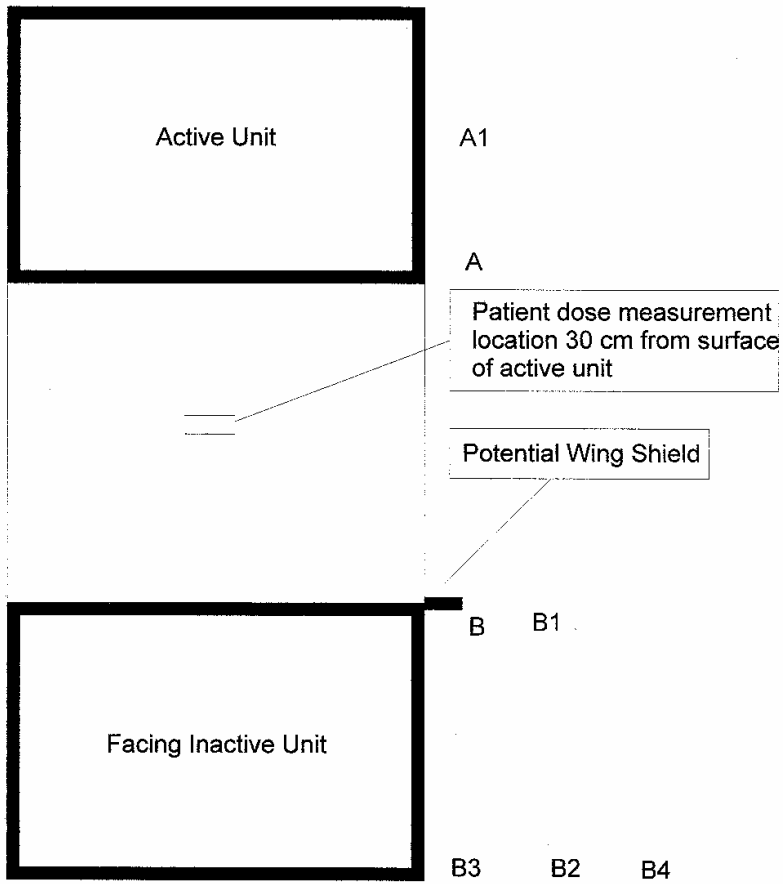 Active Unit
A1
A
Patient dose measurement
location 30 cm from surface
of active unit
Potential Wing Shield
B
B1
Facing Inactive Unit
B3
B2
B4